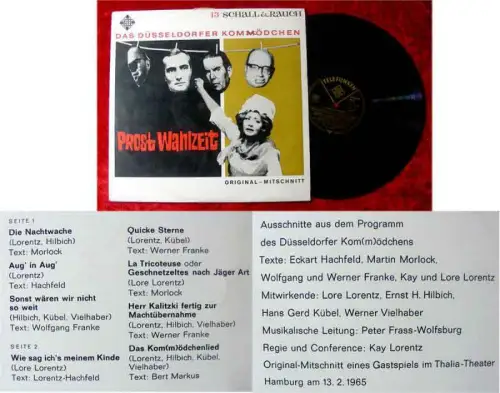 13 SCHALL & RAUCH
DAS DÜSSELDORFER KOM(M)ÖDCHEN
Prost Wahlzeit
ORIGINAL-MITSCHNITT
TELEFUNKEN
SEITE 1
Die Nachtwache
(Lorentz, Hilbich)
Text: Morlock
Aug' in Aug'
(Lorentz)
Text: Hachfeld
Sonst wären wir nicht
so weit
(Hilbich, Kübel, Vielhaber)
Text: Wolfgang Franke
SEITE 2
Wie sag ich's meinem Kinde
(Lore Lorentz)
Text: Lorentz-Hachfeld
Quicke Sterne
(Lorentz, Kübel)
Text: Werner Franke
La Tricoteuse oder
Geschnetzeltes nach Jäger Art
(Lore Lorentz)
Text: Morlock
Herr Kalitzki fertig zur
Machtübernahme
(Lorentz, Hilbich, Vielhaber)
Text: Werner Franke
Das Kom(m)ödchenlied
(Lorentz, Hilbich, Kübel,
Vielhaber)
Text: Bert Markus
Ausschnitte aus dem Programm
des Düsseldorfer Kom(m)ödchens
Texte: Eckart Hachfeld, Martin Morlock,
Wolfgang und Werner Franke, Kay und Lore Lorentz
Mitwirkende: Lore Lorentz, Ernst H. Hilbich,
Hans Gerd Kübel, Werner Vielhaber
Musikalische Leitung: Peter Frass-Wolfsburg
Regie und Conference: Kay Lorentz
Original-Mitschnitt eines Gastspiels im Thalia-Theater
Hamburg am 13. 2. 1965